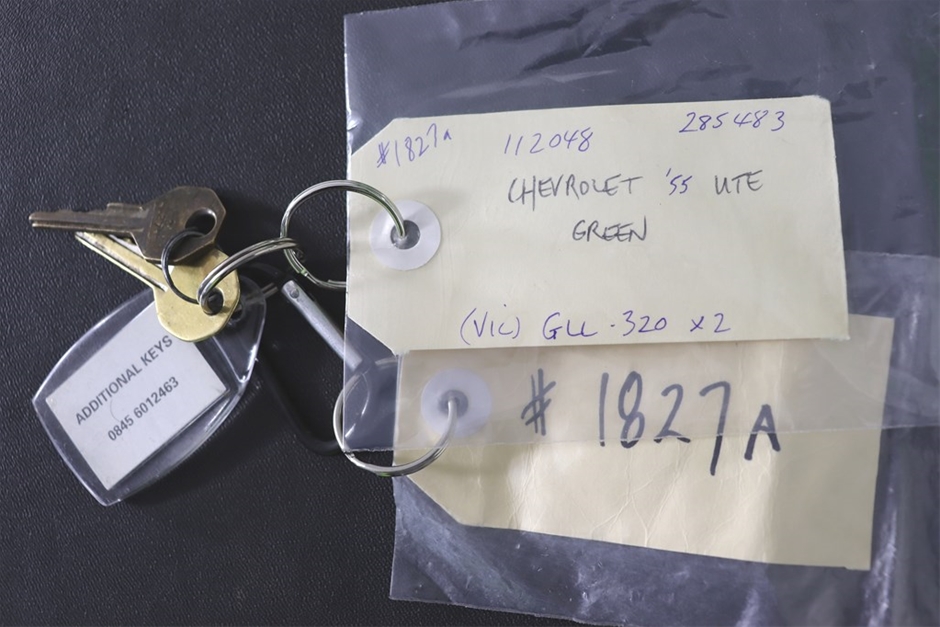 #1827a 112048 285483
CHEVROLET '55 UTE
GREEN
(VIC) GLL·320 x2
# 1827A
ADDITIONAL KEYS
0845 6012463